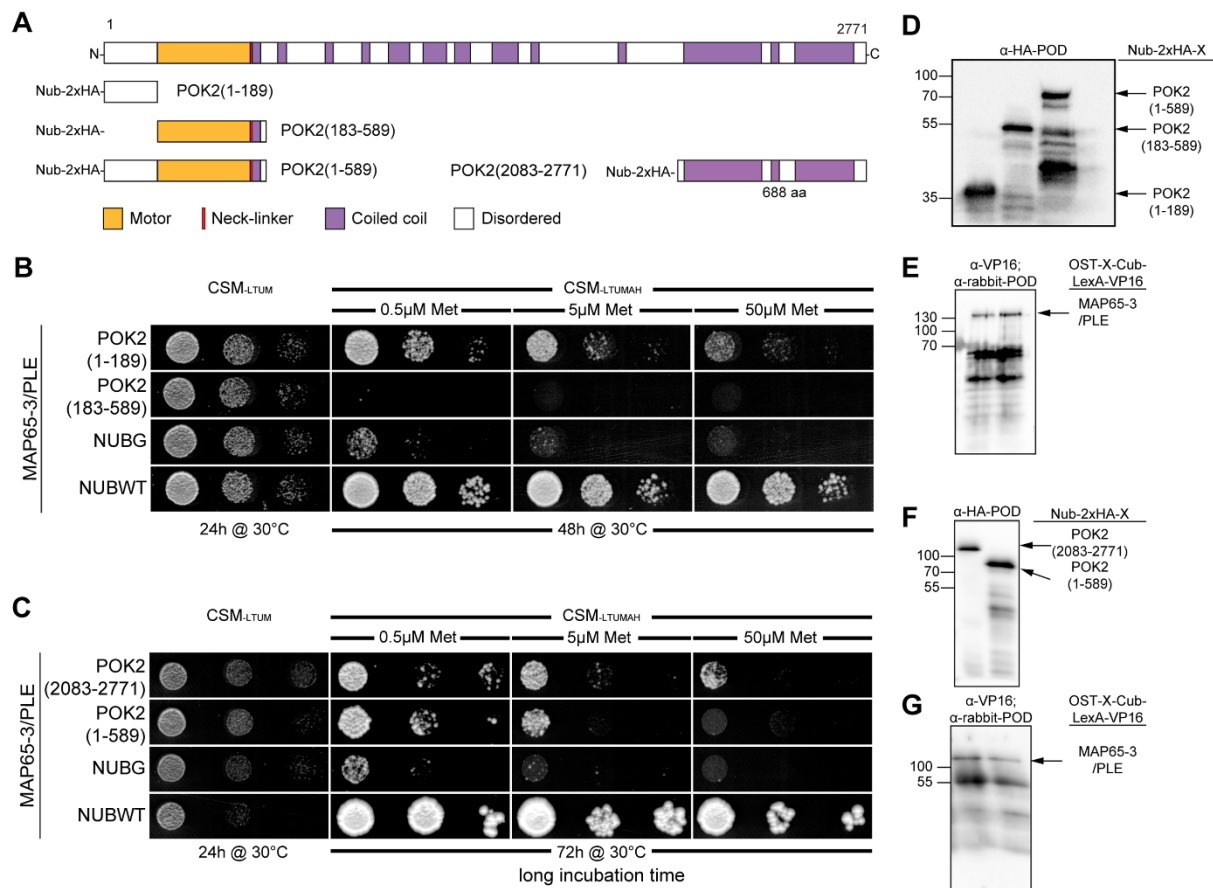 A
1
2771
N-
-C
Nub-2xHA-
POK2(1-189)
Nub-2xHA-
POK2(183-589)
Nub-2xHA-
POK2(1-589)
POK2(2083-2771)
Nub-2xHA-
688 aa
Motor
Neck-linker
Coiled coil
Disordered
B
CSM-LTUM
CSM-LTUMAH
0.5µM Met
5µM Met
50µM Met
MAP65-3/PLE
POK2
(1-189)
POK2
(183-589)
NUBG
NUBWT
24h @ 30°C
48h @ 30°C
C
CSM-LTUM
CSM-LTUMAH
0.5µM Met
5µM Met
50µM Met
MAP65-3/PLE
POK2
(2083-2771)
POK2
(1-589)
NUBG
NUBWT
24h @ 30°C
72h @ 30°C
long incubation time
D
α-HA-POD
Nub-2xHA-X
100
70
55
35
POK2
(1-589)
POK2
(183-589)
POK2
(1-189)
E
α-VP16;
α-rabbit-POD
OST-X-Cub-
LexA-VP16
130
100
70
MAP65-3
/PLE
F
α-HA-POD
Nub-2xHA-X
100
70
55
POK2
(2083-2771)
POK2
(1-589)
G
α-VP16;
α-rabbit-POD
OST-X-Cub-
LexA-VP16
100
55
MAP65-3
/PLE